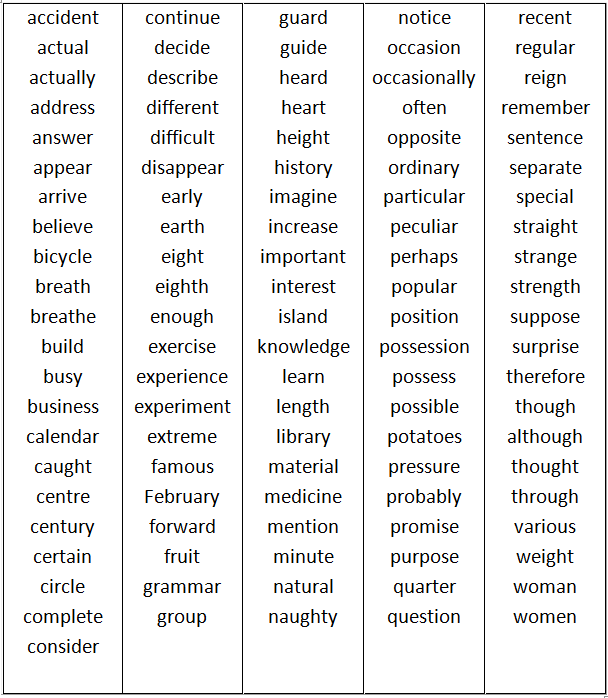 accident continue guard notice recent
actual decide guide occasion regular
actually describe heard occasionally reign
address different heart often remember
answer difficult height opposite sentence
appear disappear history ordinary separate
arrive early imagine particular special
believe earth increase peculiar straight
bicycle eight important perhaps strange
breath eighth interest popular strength
breathe enough island position suppose
build exercise knowledge possession surprise
busy experience learn possess therefore
business experiment length possible though
calendar extreme library potatoes although
caught famous material pressure thought
centre February medicine probably through
century forward mention promise various
certain fruit minute purpose weight
circle grammar natural quarter woman
complete group naughty question women
consider